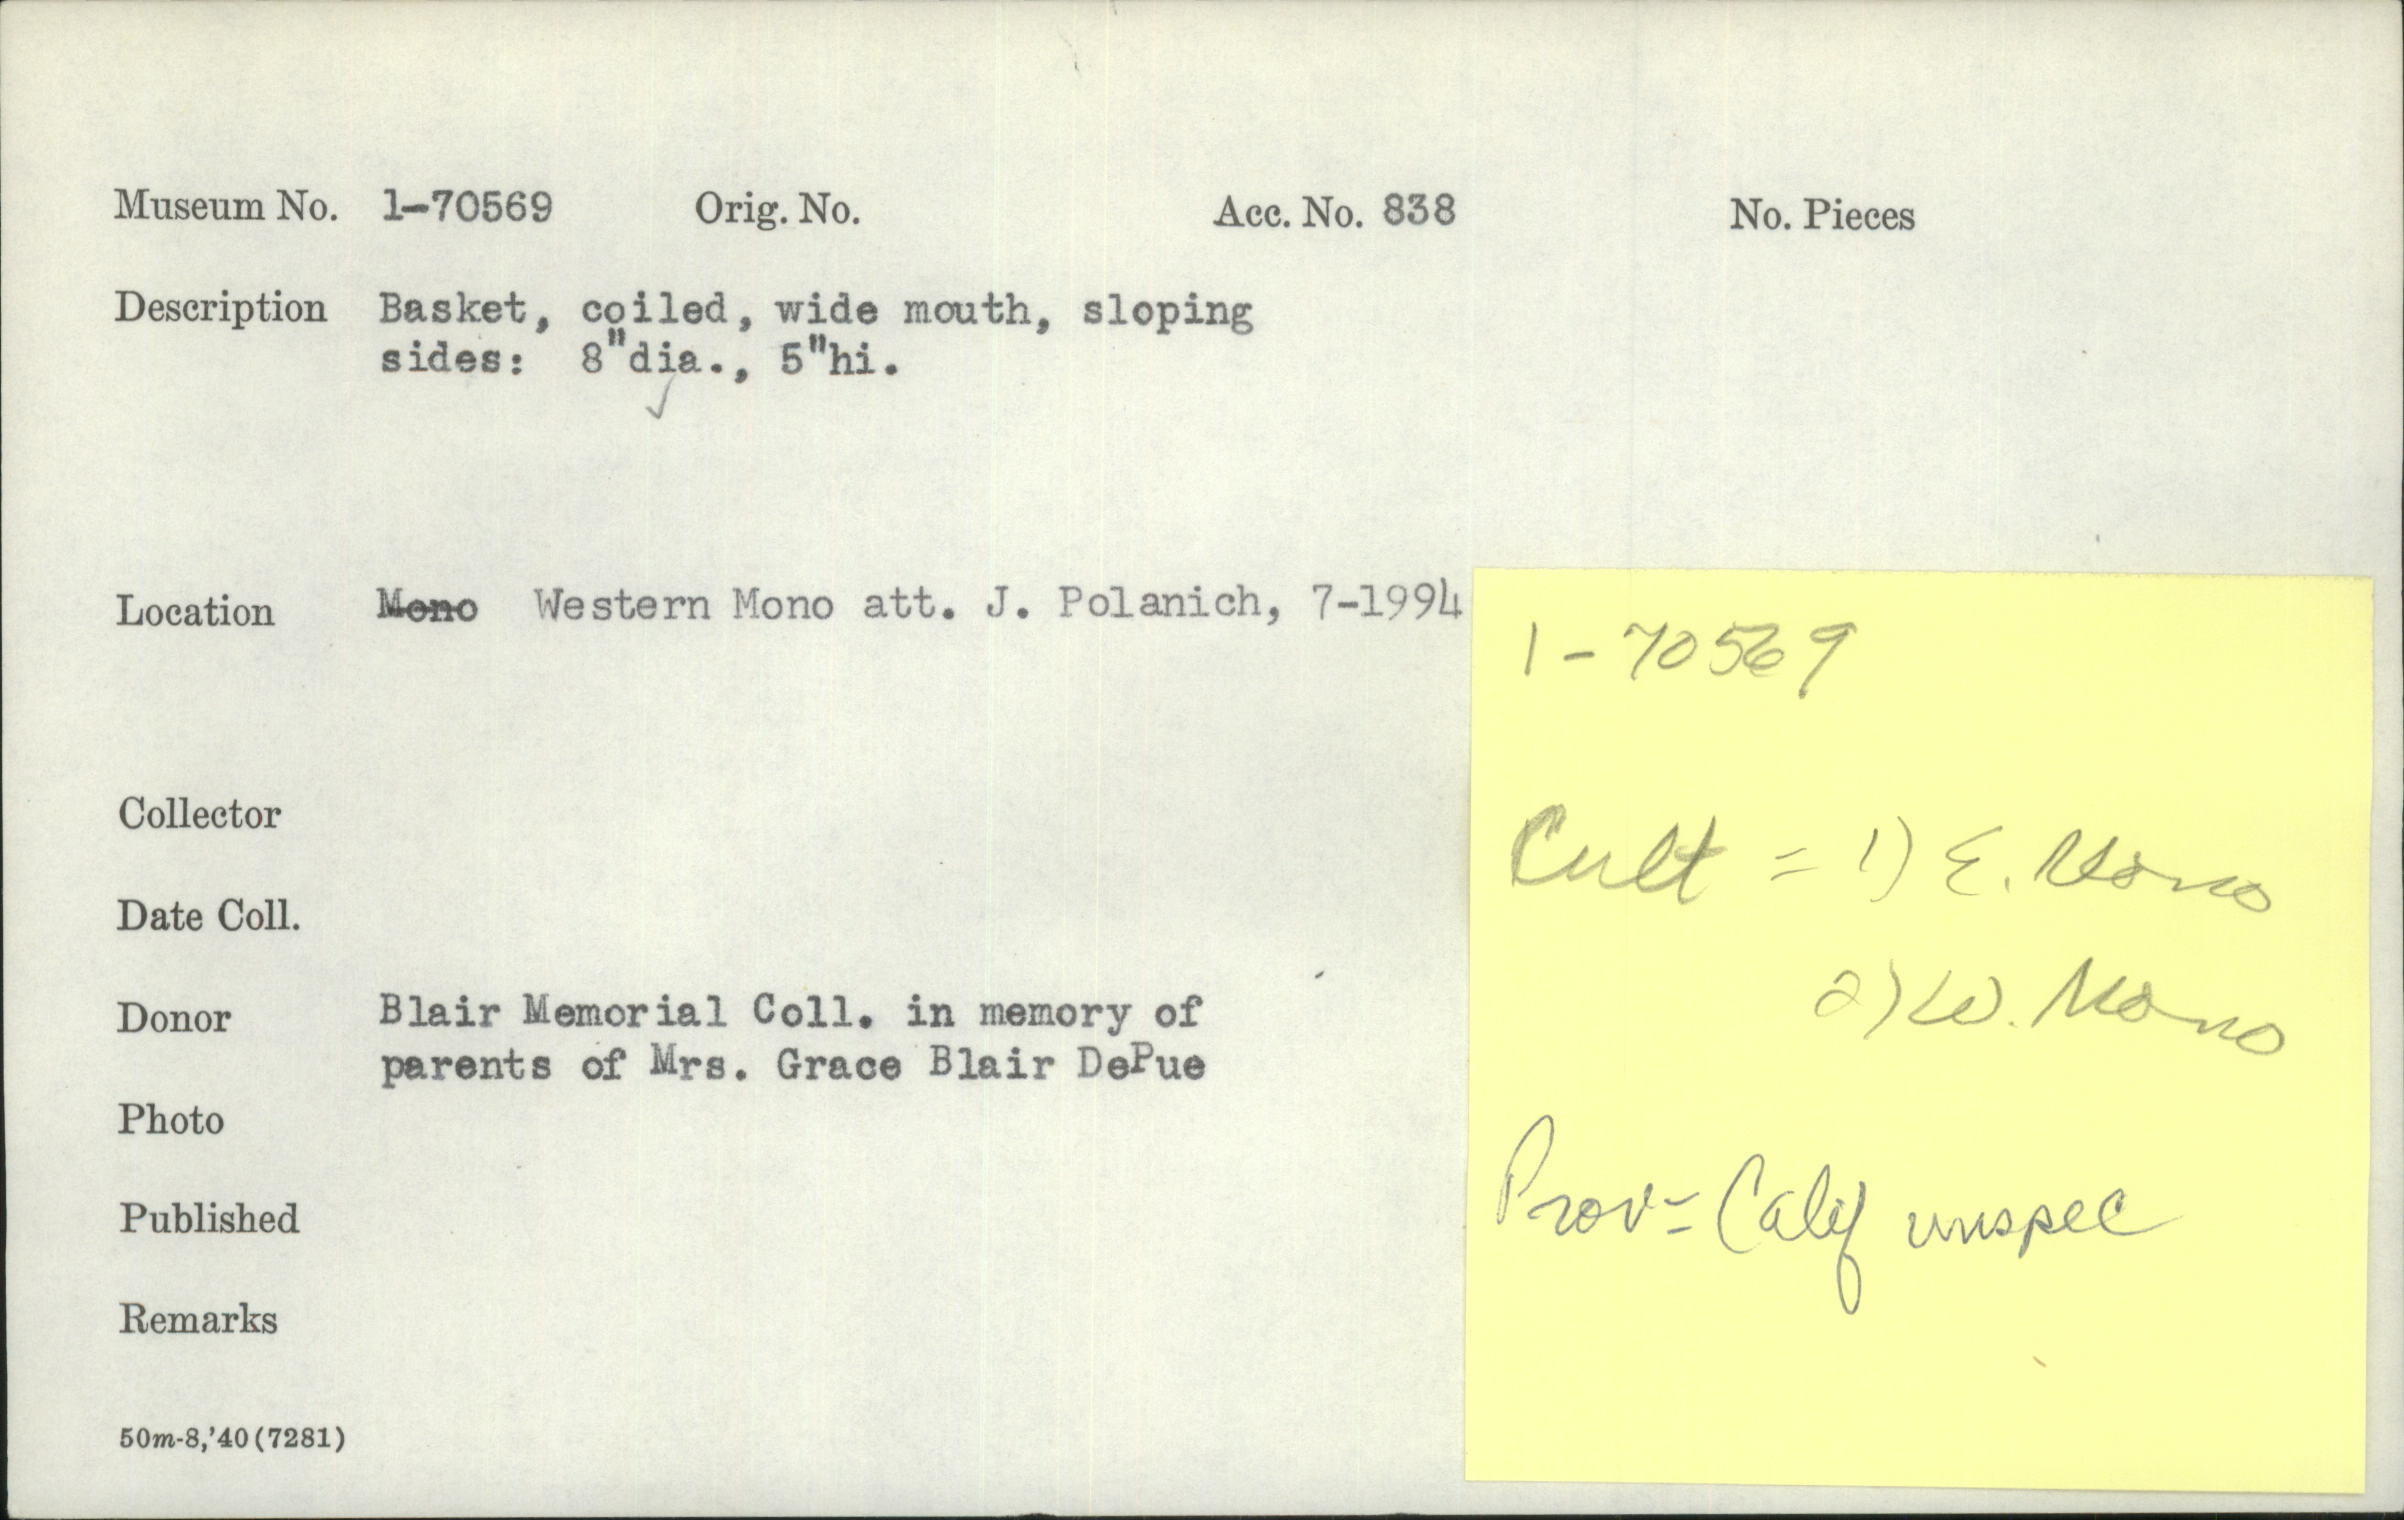 Museum No. 1-70569 Orig. No. Acc. No. 838 No. Pieces
Description Basket, coiled, wide mouth, sloping
sides: 8"dia., 5"hi.
Location Mono Western Mono att. J. Polanich, 7-1994
Collector
Date Coll.
Donor Blair Memorial Coll. in memory of
parents of Mrs. Grace Blair DePue
Photo
Published
Remarks
50m-8,'40(7281)
1-70569
Cult = 1) E. Mono
2) W. Mono
Prov = Calif unspec